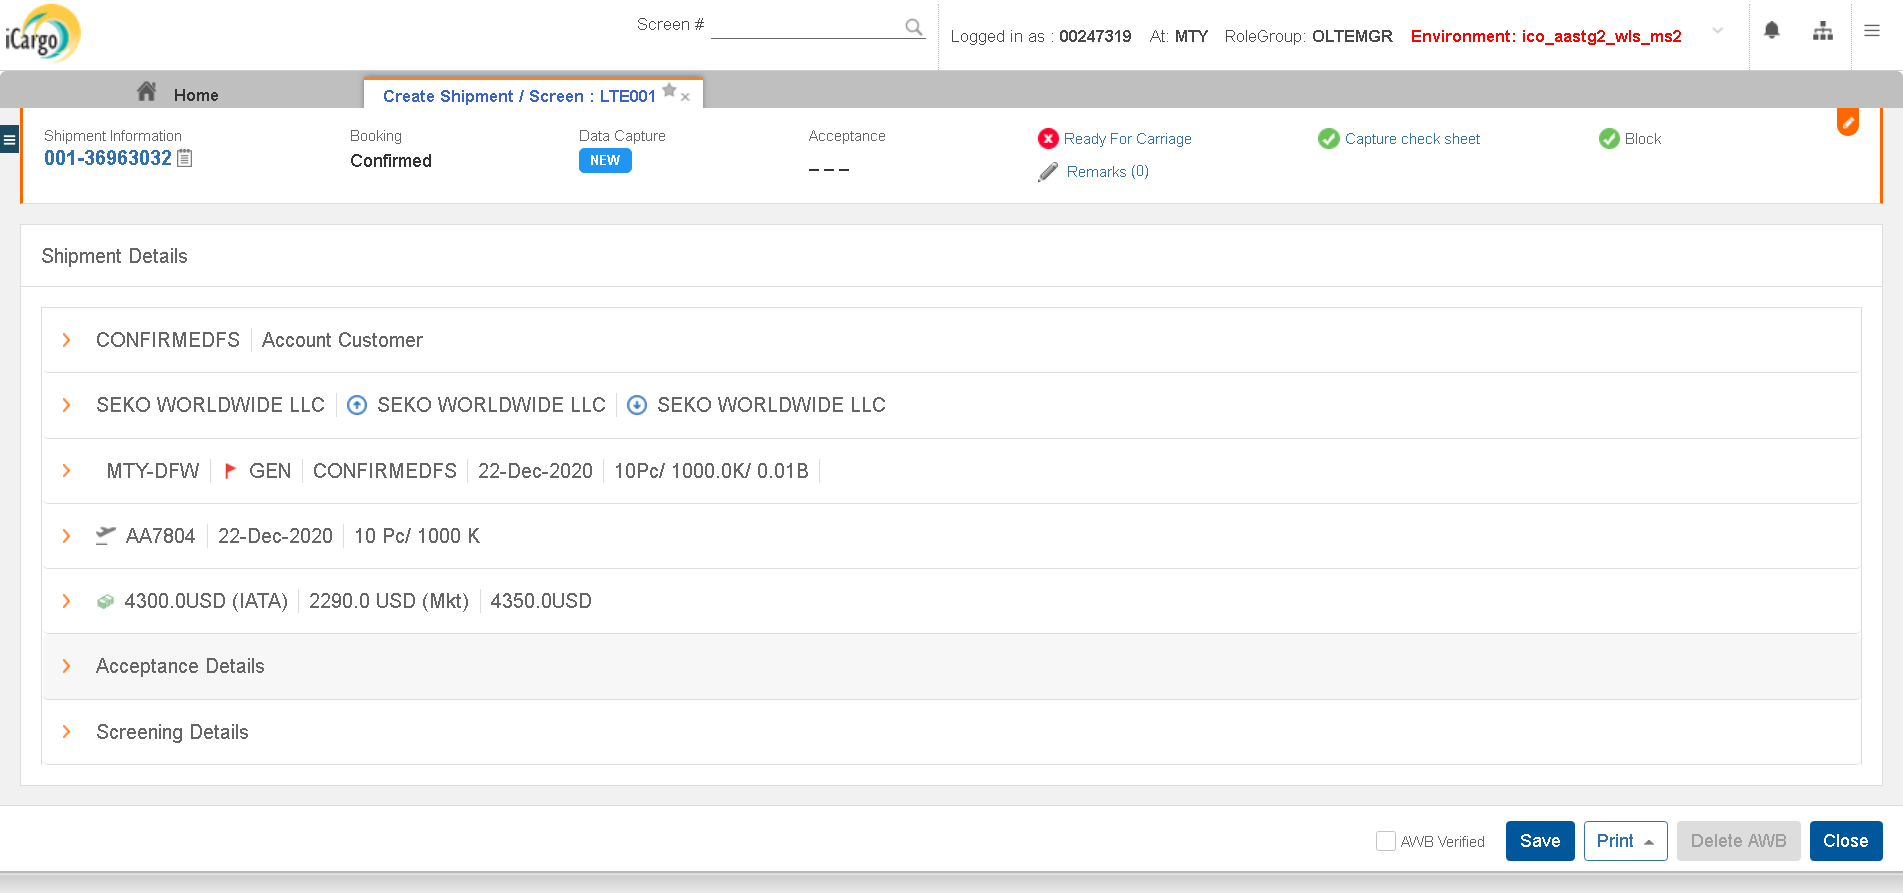 iCargo
Screen #
Logged in as : 00247319 At: MTY RoleGroup: OLTEMGR Environment: ico_aastg2_wls_ms2
Home
Create Shipment / Screen : LTE001
Shipment Information
001-36963032
Booking
Confirmed
Data Capture
NEW
Acceptance
– – –
Ready For Carriage
Remarks (0)
Capture check sheet
Block
Shipment Details
CONFIRMEDFS Account Customer
SEKO WORLDWIDE LLC SEKO WORLDWIDE LLC SEKO WORLDWIDE LLC
MTY-DFW GEN CONFIRMEDFS 22-Dec-2020 10Pc/ 1000.0K/ 0.01B
AA7804 22-Dec-2020 10 Pc/ 1000 K
4300.0USD (IATA) 2290.0 USD (Mkt) 4350.0USD
Acceptance Details
Screening Details
AWB Verified Save Print Delete AWB Close